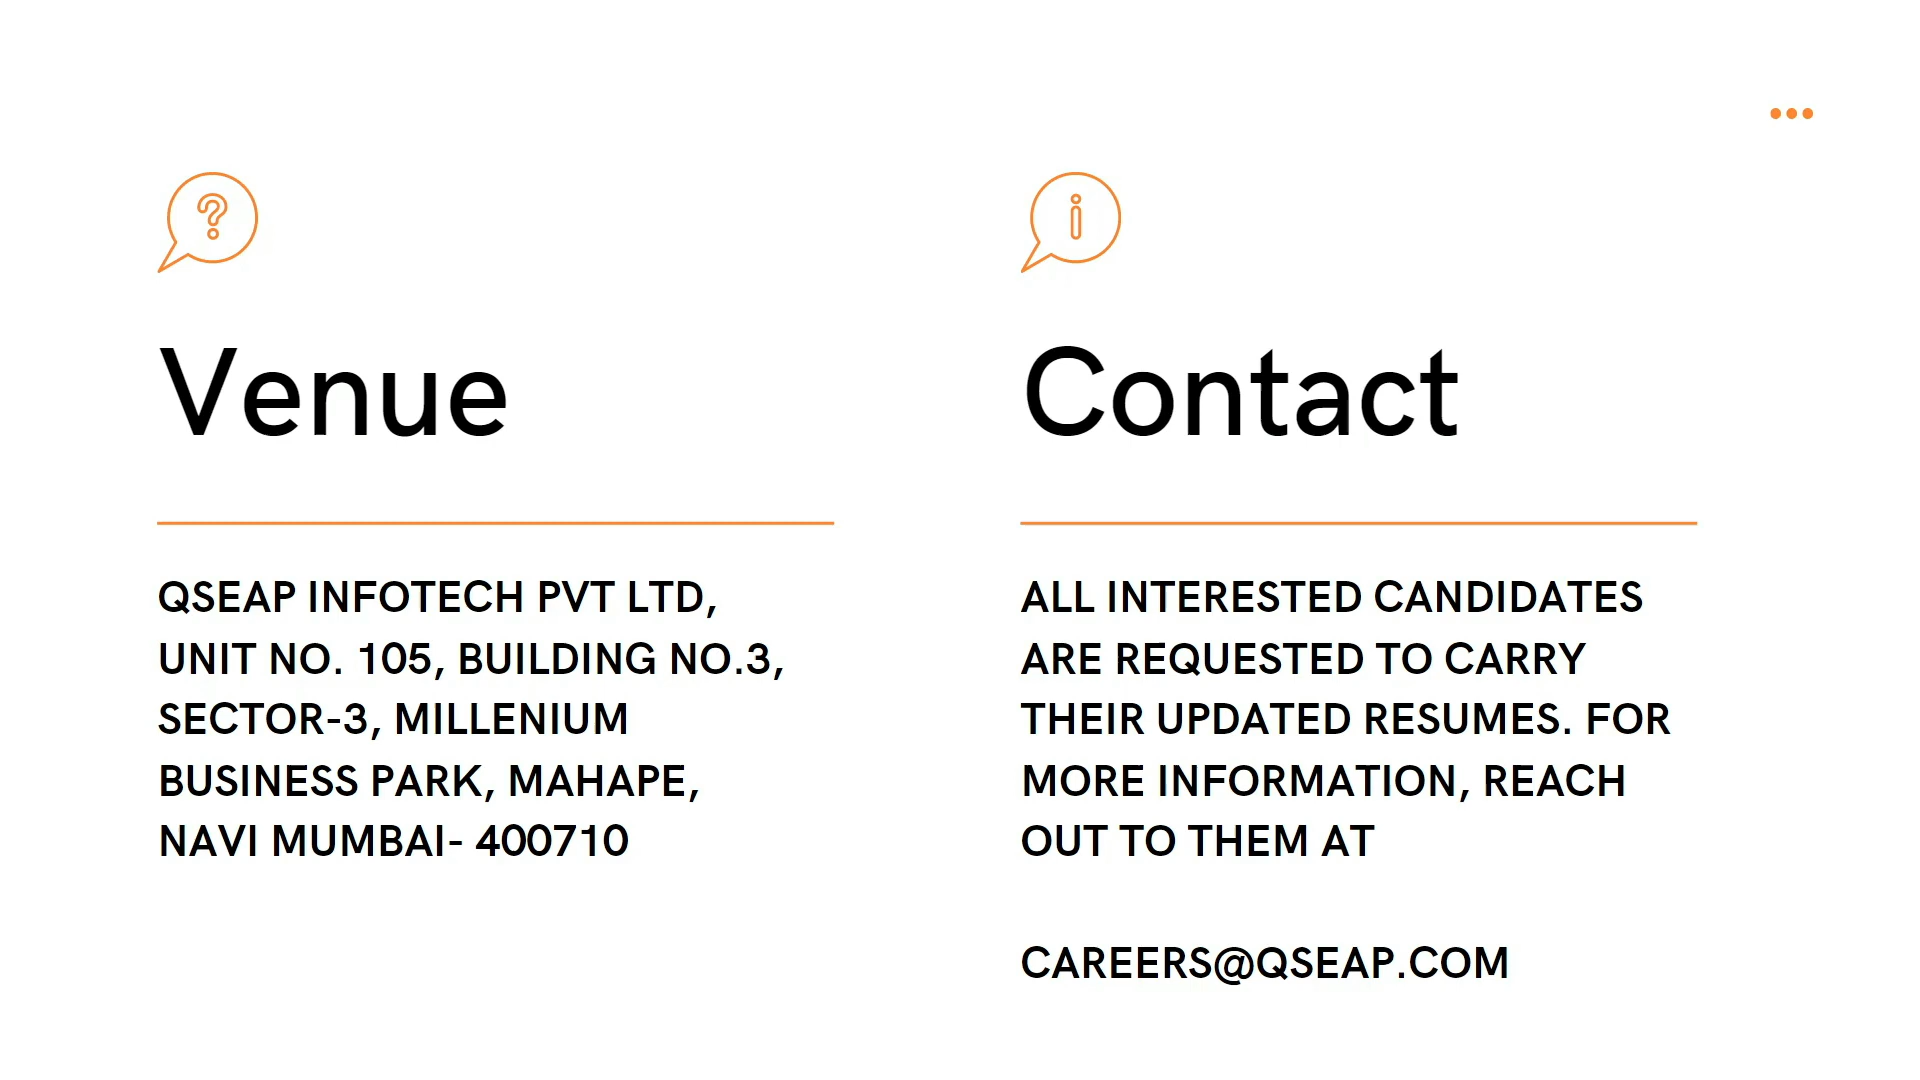 Venue
QSEAP INFOTECH PVT LTD,
UNIT NO. 105, BUILDING NO.3,
SECTOR-3, MILLENIUM
BUSINESS PARK, MAHAPE,
NAVI MUMBAI- 400710
Contact
ALL INTERESTED CANDIDATES
ARE REQUESTED TO CARRY
THEIR UPDATED RESUMES. FOR
MORE INFORMATION, REACH
OUT TO THEM AT
CAREERS@QSEAP.COM